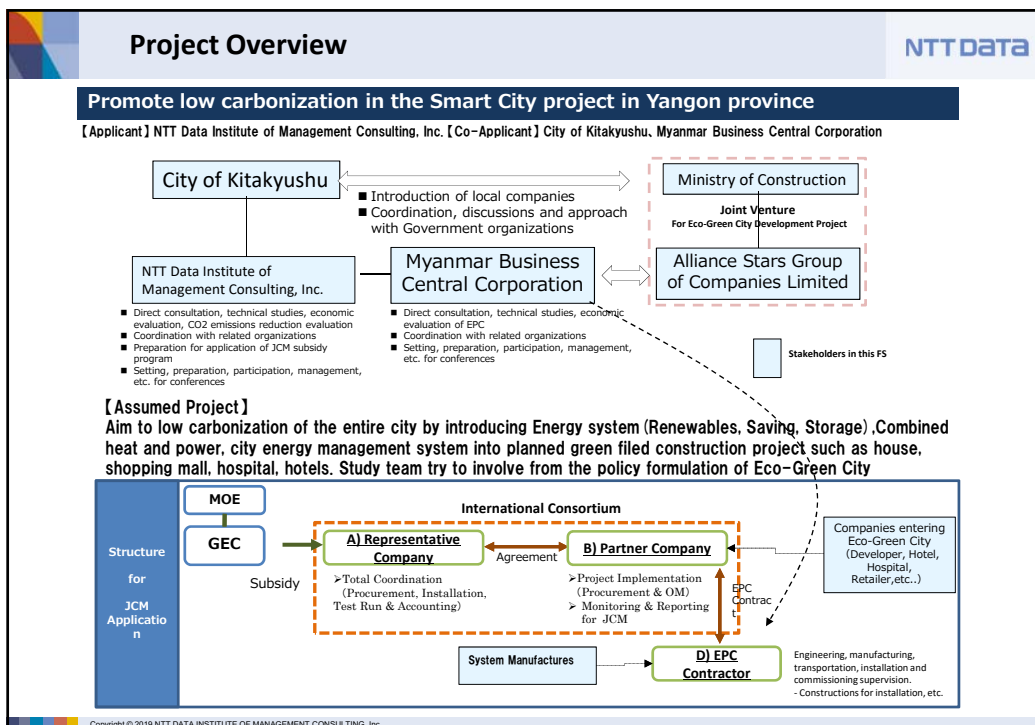 Project Overview
NTT DATA
Promote low carbonization in the Smart City project in Yangon province
【Applicant】NTT Data Institute of Management Consulting, Inc.【Co-Applicant】City of Kitakyushu、Myanmar Business Central Corporation
City of Kitakyushu
■ Introduction of local companies
■ Coordination, discussions and approach
with Government organizations
Ministry of Construction
Joint Venture
For Eco-Green City Development Project
Alliance Stars Group
of Companies Limited
NTT Data Institute of
Management Consulting, Inc.
Myanmar Business
Central Corporation
■ Direct consultation, technical studies, economic
evaluation, CO2 emissions reduction evaluation
■ Coordination with related organizations
■ Preparation for application of JCM subsidy
program
■ Setting, preparation, participation, management,
etc. for conferences
■ Direct consultation, technical studies, economic
evaluation of EPC
■ Coordination with related organizations
■ Setting, preparation, participation, management,
etc. for conferences
Stakeholders in this FS
【Assumed Project】
Aim to low carbonization of the entire city by introducing Energy system (Renewables, Saving, Storage) ,Combined
heat and power, city energy management system into planned green filed construction project such as house,
shopping mall, hospital, hotels. Study team try to involve from the policy formulation of Eco-Green City
Structure
for
JCM
Applicatio
n
MOE
GEC
Subsidy
International Consortium
A) Representative
Company
➢Total Coordination
(Procurement, Installation,
Test Run & Accounting)
Agreement
B) Partner Company
➢Project Implementation
(Procurement & OM)
➢ Monitoring & Reporting
for JCM
EPC
Contrac
t
Companies entering
Eco-Green City
(Developer, Hotel,
Hospital,
Retailer,etc..)
System Manufactures
D) EPC
Contractor
Engineering, manufacturing,
transportation, installation and
commissioning supervision.
- Constructions for installation, etc.
Copyright © 2019 NTT DATA INSTITUTE OF MANAGEMENT CONSULTING, Inc.